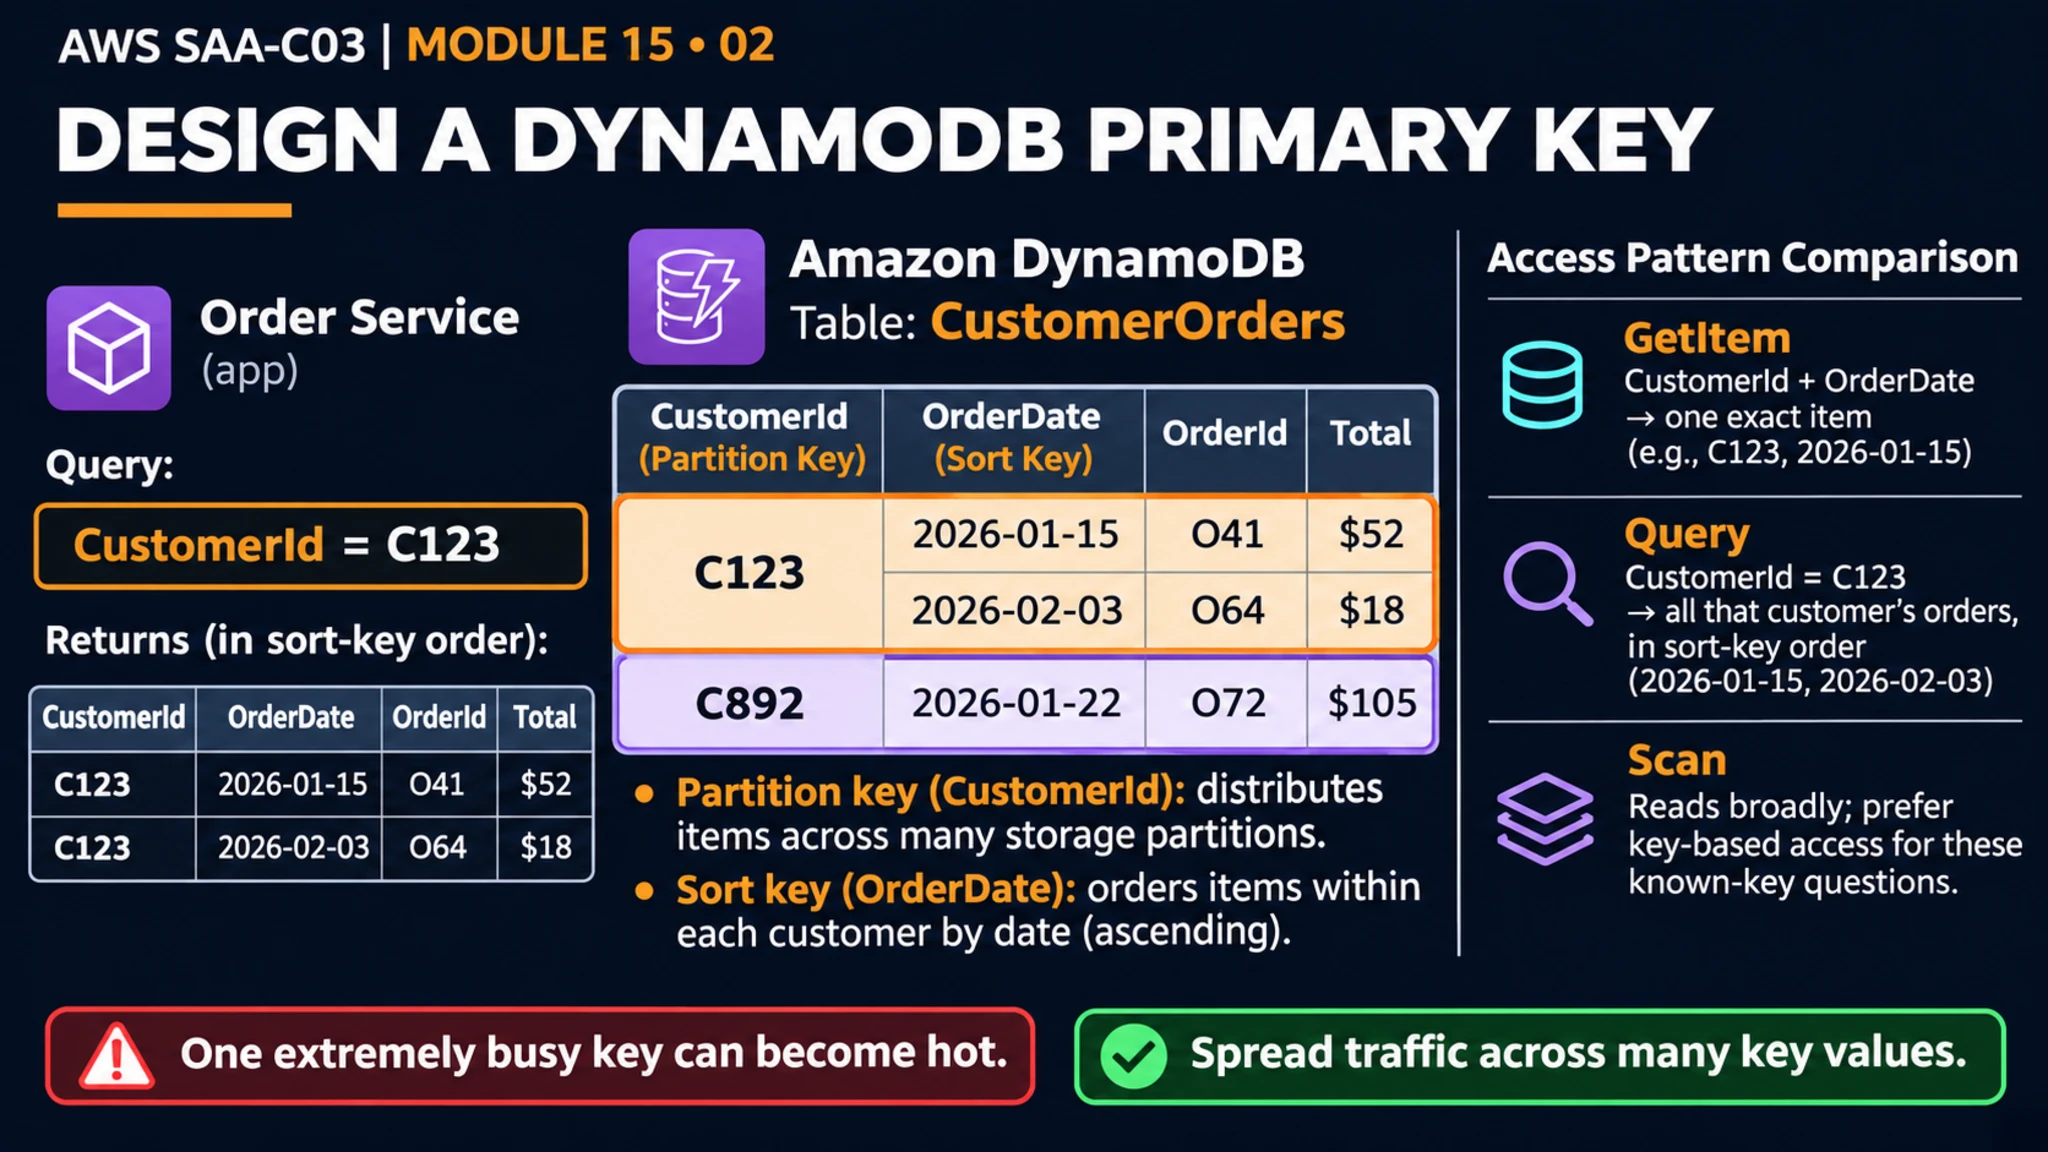 AWS SAA-C03 | MODULE 15 • 02
DESIGN A DYNAMODB PRIMARY KEY
Order Service
(app)
Query:
CustomerId = C123
Returns (in sort-key order):
CustomerId OrderDate OrderId Total
C123 2026-01-15 O41 $52
C123 2026-02-03 O64 $18
Amazon DynamoDB
Table: CustomerOrders
CustomerId OrderDate OrderId Total
(Partition Key) (Sort Key)
C123 2026-01-15 O41 $52
2026-02-03 O64 $18
C892 2026-01-22 O72 $105
• Partition key (CustomerId): distributes
items across many storage partitions.
• Sort key (OrderDate): orders items within
each customer by date (ascending).
Access Pattern Comparison
GetItem
CustomerId + OrderDate
→ one exact item
(e.g., C123, 2026-01-15)
Query
CustomerId = C123
→ all that customer’s orders,
in sort-key order
(2026-01-15, 2026-02-03)
Scan
Reads broadly; prefer
key-based access for these
known-key questions.
One extremely busy key can become hot.
Spread traffic across many key values.